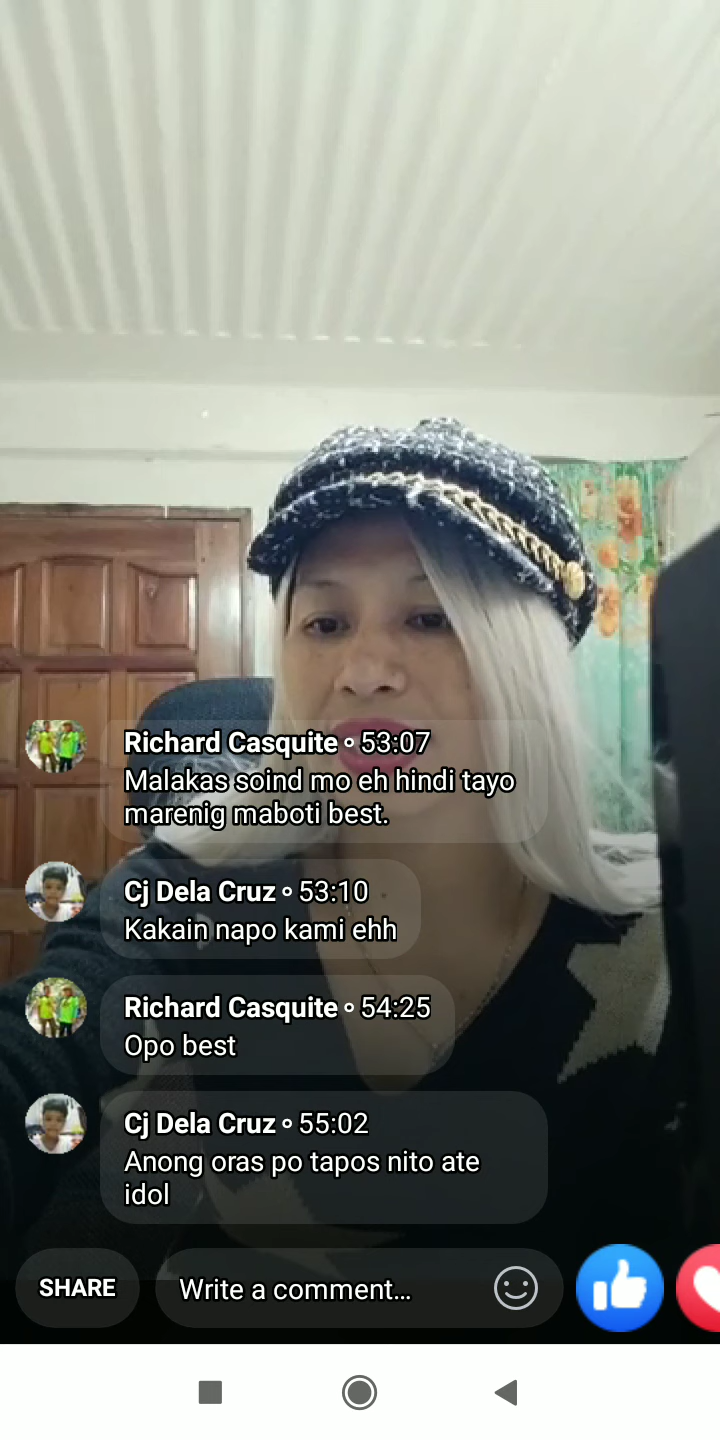 Richard Casquite • 53:07
Malakas soind mo eh hindi tayo
marenig maboti best.
Cj Dela Cruz • 53:10
Kakain napo kami ehh
Richard Casquite • 54:25
Opo best
Cj Dela Cruz • 55:02
Anong oras po tapos nito ate
idol
SHARE
Write a comment...